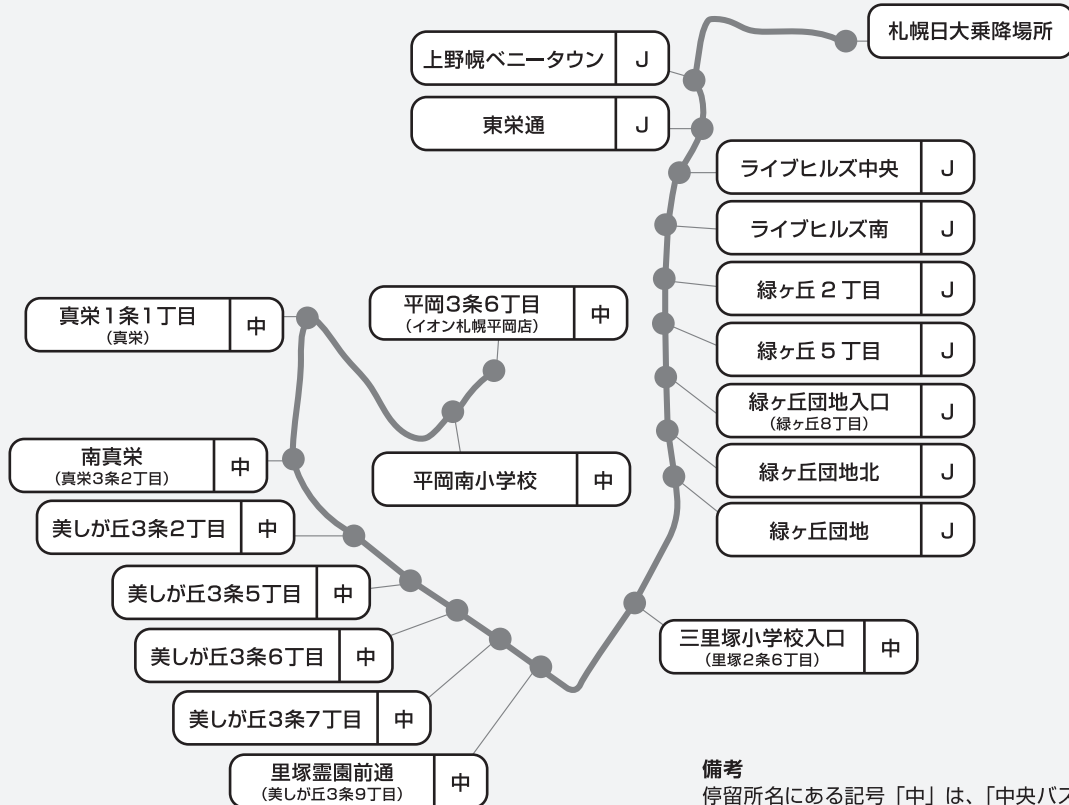 札幌日大乗降場所
上野幌ベニータウン J
東栄通 J
ライブヒルズ中央 J
ライブヒルズ南 J
緑ヶ丘2丁目 J
緑ヶ丘5丁目 J
緑ヶ丘団地入口 J
(緑ヶ丘8丁目)
緑ヶ丘団地北 J
緑ヶ丘団地 J
三里塚小学校入口 中
(里塚2条6丁目)
里塚霊園前通 中
(美しが丘3条9丁目)
美しが丘3条7丁目 中
美しが丘3条6丁目 中
美しが丘3条5丁目 中
美しが丘3条2丁目 中
南真栄 中
(真栄3条2丁目)
真栄1条1丁目 中
(真栄)
平岡南小学校 中
平岡3条6丁目 中
(イオン札幌平岡店)
備考
停留所名にある記号「中」は、「中央バス